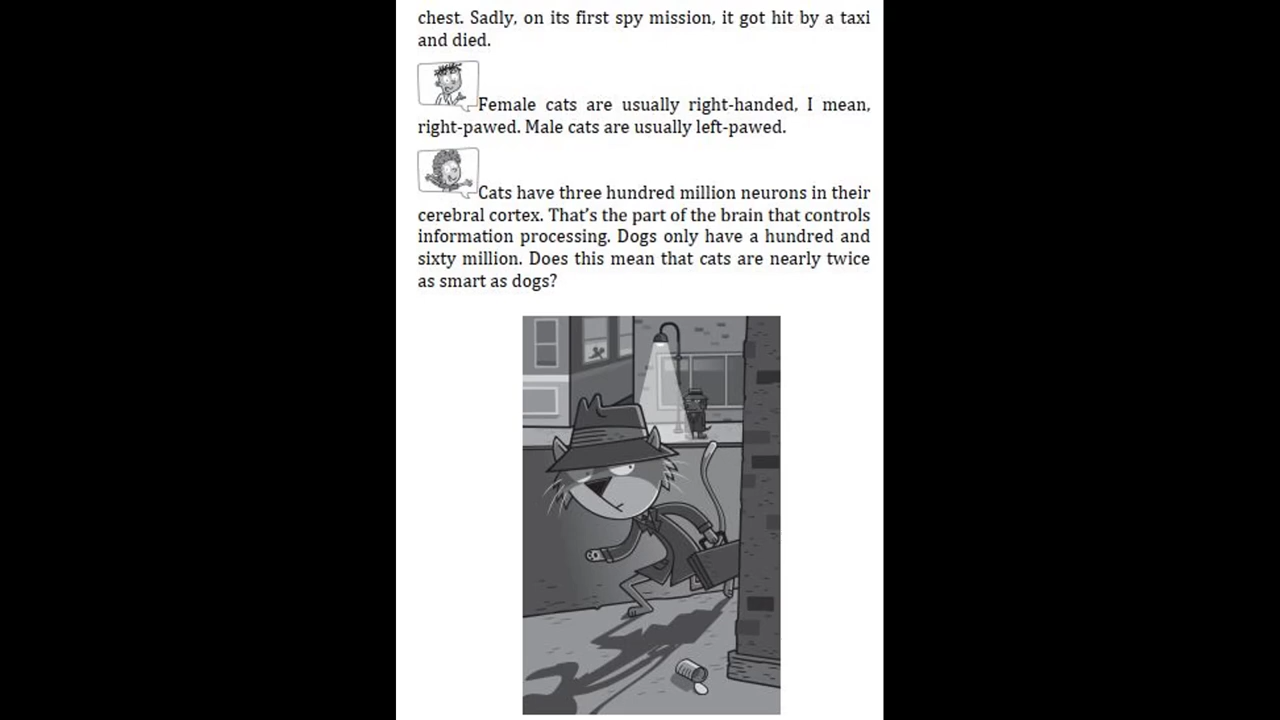 chest. Sadly, on its first spy mission, it got hit by a taxi
and died.
Female cats are usually right-handed, I mean,
right-pawed. Male cats are usually left-pawed.
Cats have three hundred million neurons in their
cerebral cortex. That’s the part of the brain that controls
information processing. Dogs only have a hundred and
sixty million. Does this mean that cats are nearly twice
as smart as dogs?